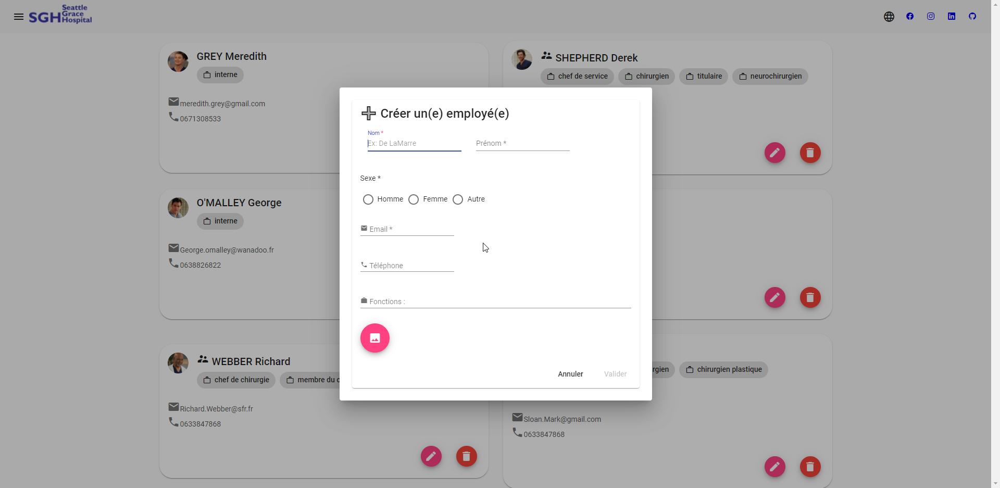 SGH Seattle
Grace
Hospital
GREY Meredith
interne
meredith.grey@gmail.com
0671308533
SHEPHERD Derek
chef de service
chirurgien
titulaire
neurochirurgien
O'MALLEY George
interne
George.omalley@wanadoo.fr
0638826822
WEBBER Richard
chef de chirurgie
membre du c
Richard.Webber@sfr.fr
0633847868
rgien
chirurgien plastique
Sloan.Mark@gmail.com
0633847868
Créer un(e) employé(e)
Nom *
Ex: De LaMarre
Prénom *
Sexe *
Homme
Femme
Autre
Email *
Téléphone
Fonctions :
Annuler
Valider